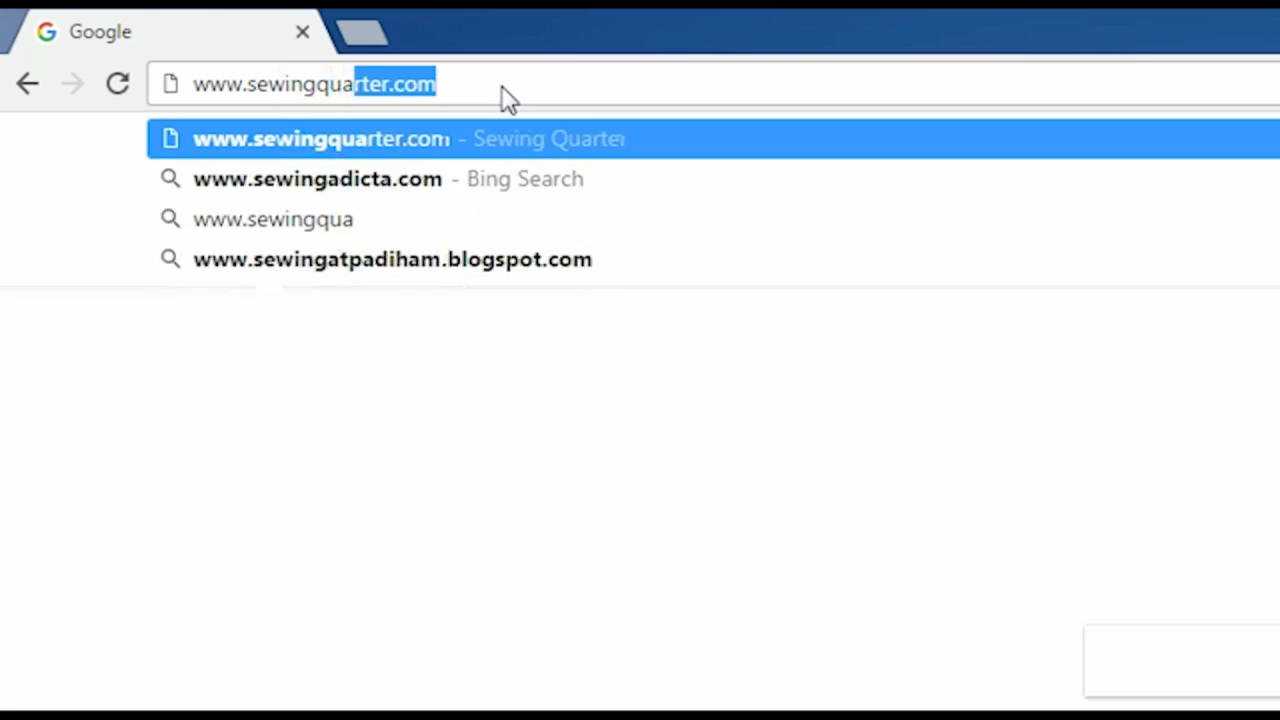 Google
www.sewingquarter.com
www.sewingquarter.com - Sewing Quarter
www.sewingadicta.com - Bing Search
www.sewingqua
www.sewingatpadiham.blogspot.com